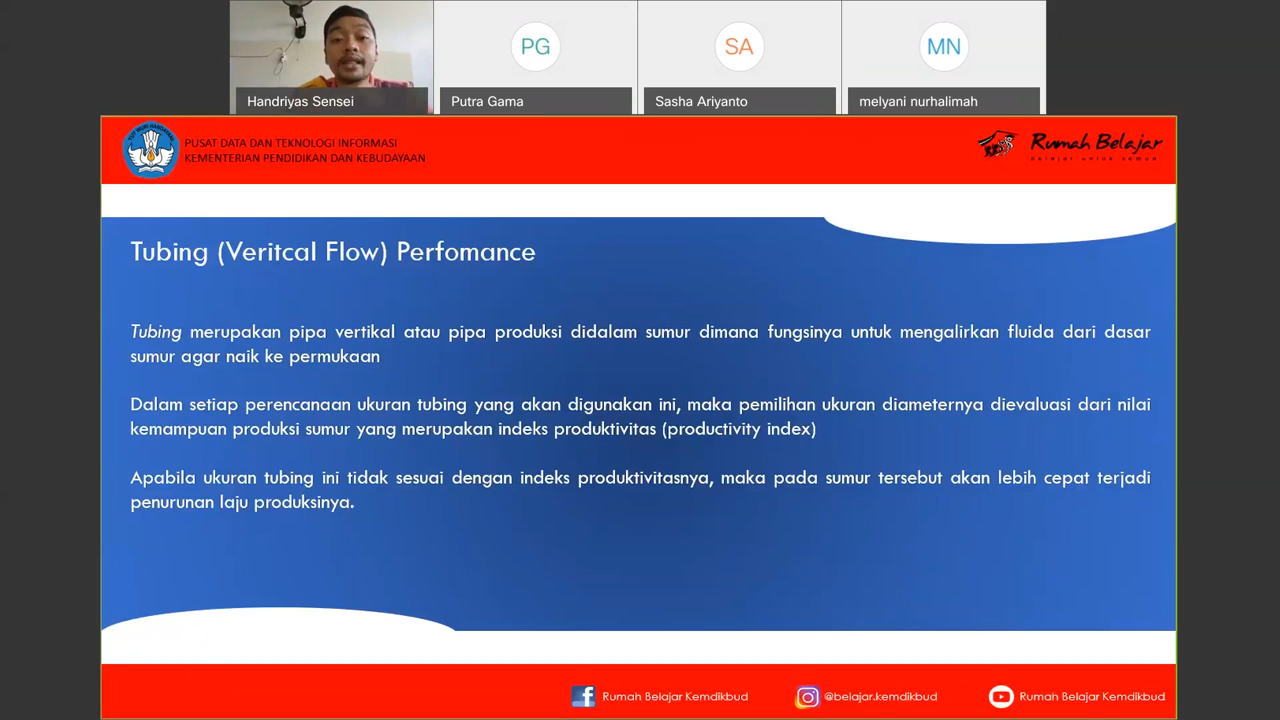 PG
SA
MN
Handriyas Sensei
Putra Gama
Sasha Ariyanto
melyani nurhalimah
PUSAT DATA DAN TEKNOLOGI INFORMASI
KEMENTERIAN PENDIDIKAN DAN KEBUDAYAAN
Rumah Belajar
belajar untuk semua
Tubing (Veritcal Flow) Perfomance
Tubing merupakan pipa vertikal atau pipa produksi didalam sumur dimana fungsinya untuk mengalirkan fluida dari dasar
sumur agar naik ke permukaan
Dalam setiap perencanaan ukuran tubing yang akan digunakan ini, maka pemilihan ukuran diameternya dievaluasi dari nilai
kemampuan produksi sumur yang merupakan indeks produktivitas (productivity index)
Apabila ukuran tubing ini tidak sesuai dengan indeks produktivitasnya, maka pada sumur tersebut akan lebih cepat terjadi
penurunan laju produksinya.
Rumah Belajar Kemdikbud
@belajar.kemdikbud
Rumah Belajar Kemdikbud